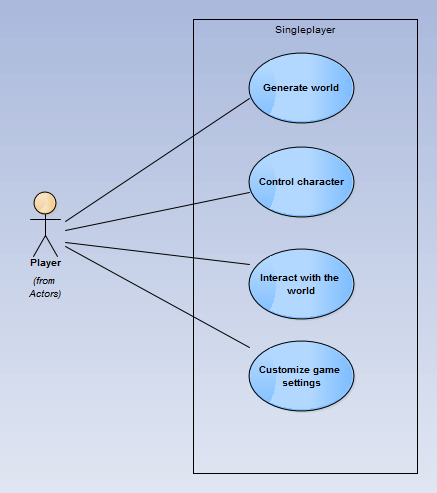 Singleplayer
Generate world
Control character
Player
(from
Actors)
Interact with the
world
Customize game
settings